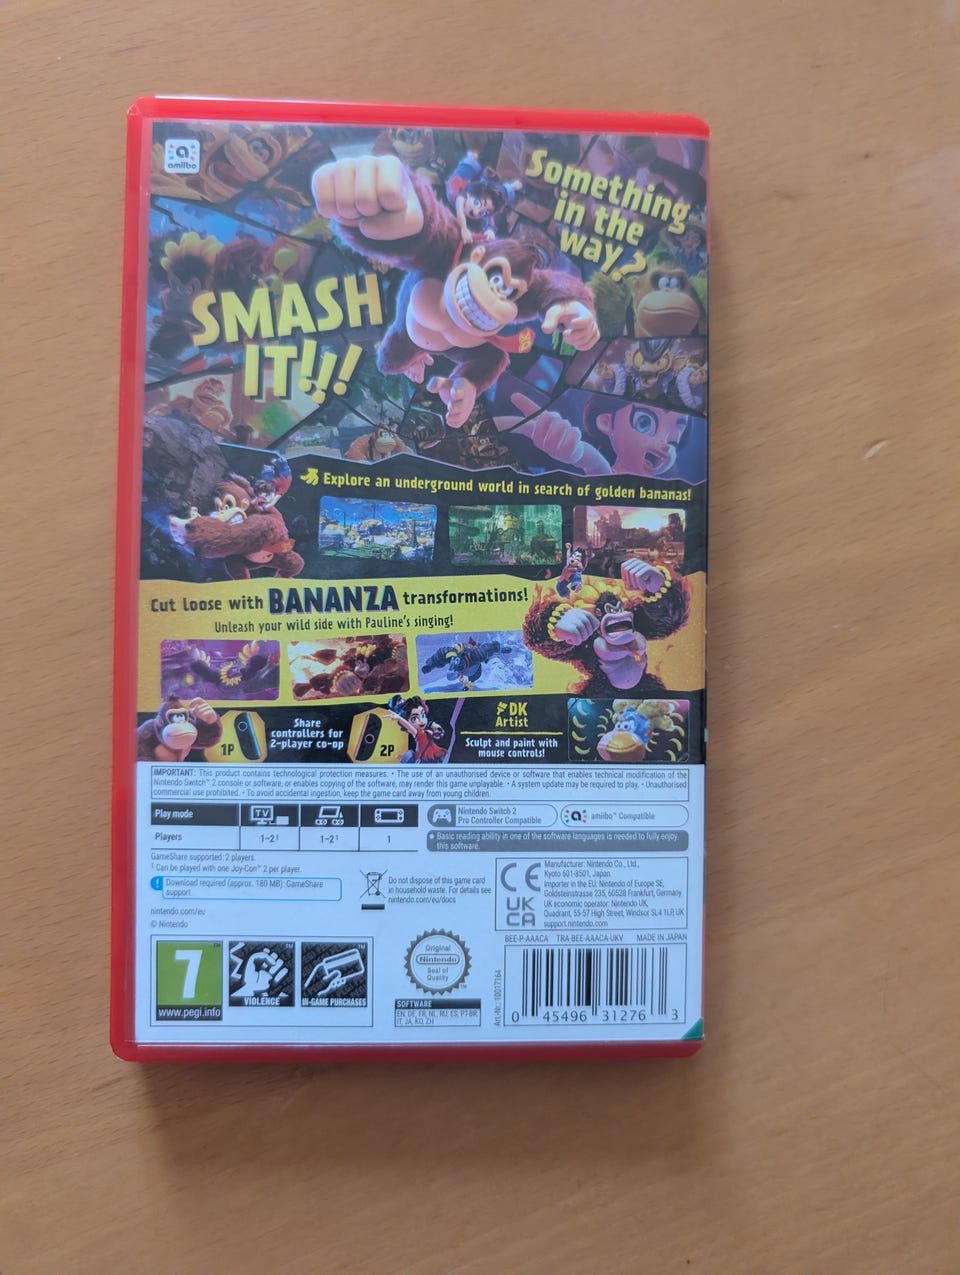 amiibo
Something
in the
way?
SMASH
IT!!!
Explore an underground world in search of golden bananas!
Cut loose with BANANZA transformations!
Unleash your wild side with Pauline's singing!
1P
Share
controllers for
2-player co-op
2P
DK
Artist
Sculpt and paint with
mouse controls!
IMPORTANT: This product contains technological protection measures. • The use of an unauthorised device or software that enables technical modification of the
Nintendo Switch™ 2 console or software, or enables copying of the software, may render this game unplayable. • A system update may be required to play. • Unauthorised
commercial use prohibited. • To avoid accidental ingestion, keep the game card away from young children.
Play mode
TV
Players
1–2†
1–2†
1
Nintendo Switch 2
Pro Controller Compatible
amiibo™ Compatible
• Basic reading ability in one of the software languages is needed to fully enjoy
this software.
GameShare supported: 2 players.
† Can be played with one Joy-Con™ 2 per player.
! Download required (approx. 180 MB): GameShare
support.
nintendo.com/eu
© Nintendo
Do not dispose of this game card
in household waste. For details see
nintendo.com/eu/docs
CE
UK
CA
Manufacturer: Nintendo Co., Ltd.,
Kyoto 601-8501, Japan
Importer in the EU: Nintendo of Europe SE,
Goldsteinstrasse 235, 60528 Frankfurt, Germany
UK economic operator: Nintendo UK,
Quadrant, 55-57 High Street, Windsor SL4 1LP, UK
support.nintendo.com
BEE-P-AAACA TRA-BEE-AAACA-UKV MADE IN JAPAN
7
www.pegi.info
VIOLENCE
IN-GAME PURCHASES
Original
Nintendo
Seal of
Quality
SOFTWARE
EN, DE, FR, NL, RU, ES, PT-BR,
IT, JA, KO, ZH
Art.-Nr.: 10017164
0 45496 31276 3